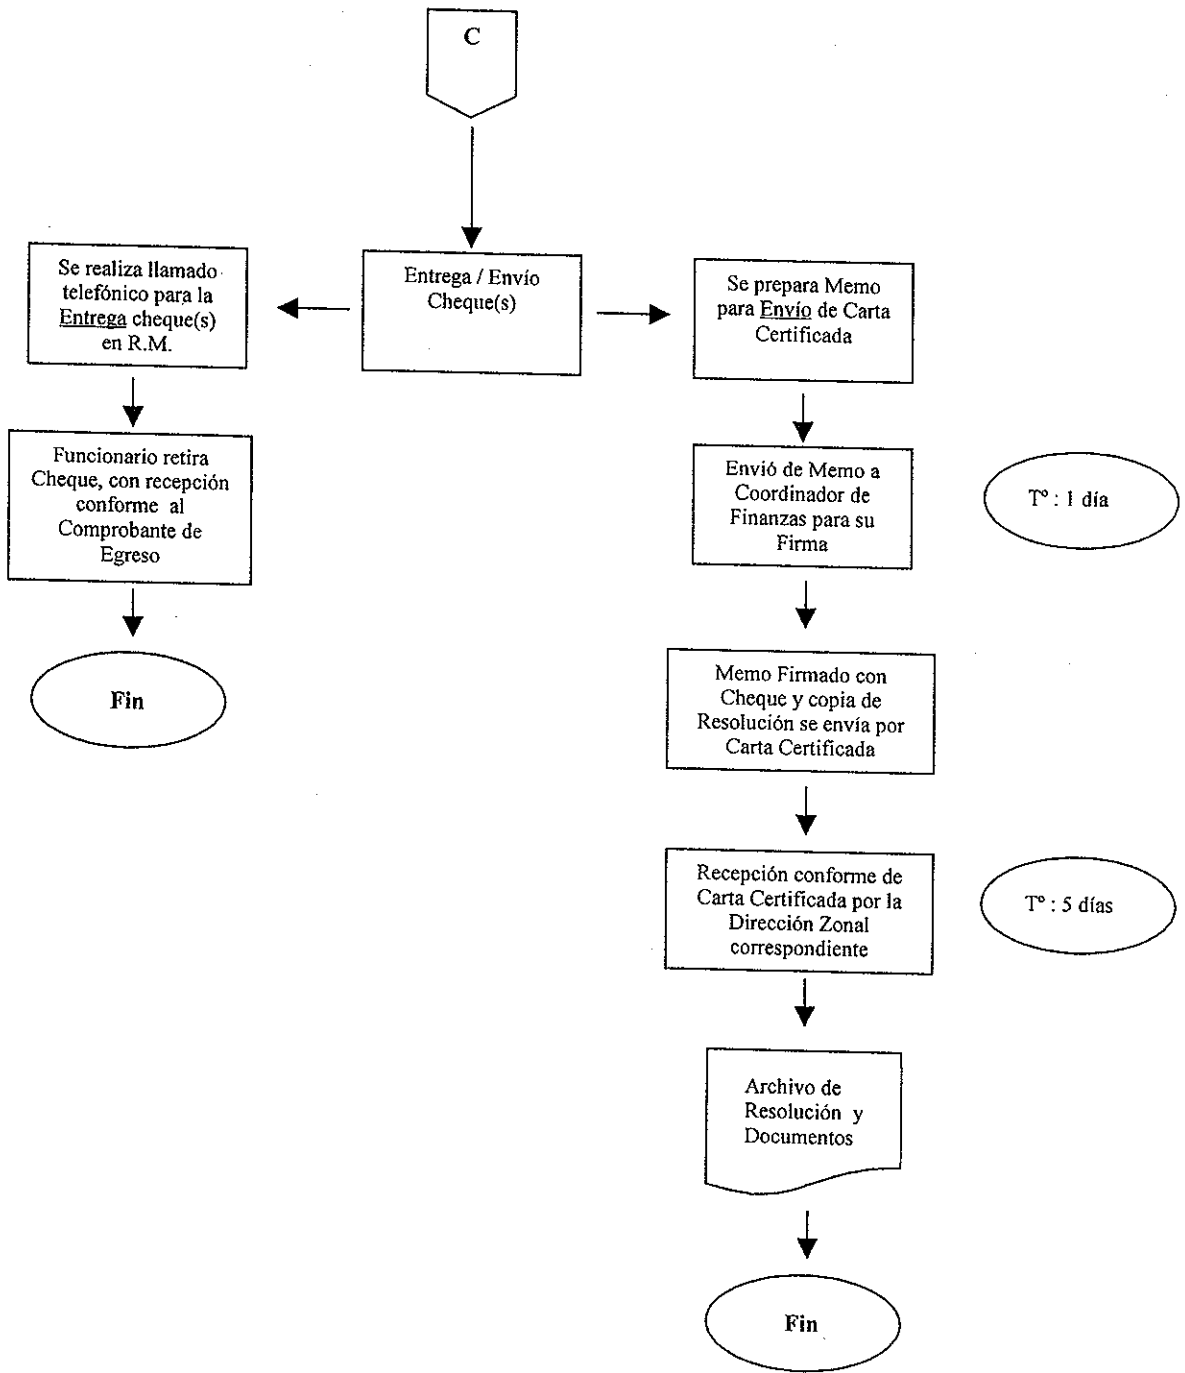 C
Entrega / Envío
Cheque(s)
Se realiza llamado
telefónico para la
Entrega cheque(s)
en R.M.
Funcionario retira
Cheque, con recepción
conforme al
Comprobante de
Egreso
Fin
Se prepara Memo
para Envío de Carta
Certificada
Envió de Memo a
Coordinador de
Finanzas para su
Firma
Tº : 1 día
Memo Firmado con
Cheque y copia de
Resolución se envía por
Carta Certificada
Recepción conforme de
Carta Certificada por la
Dirección Zonal
correspondiente
Tº : 5 días
Archivo de
Resolución y
Documentos
Fin